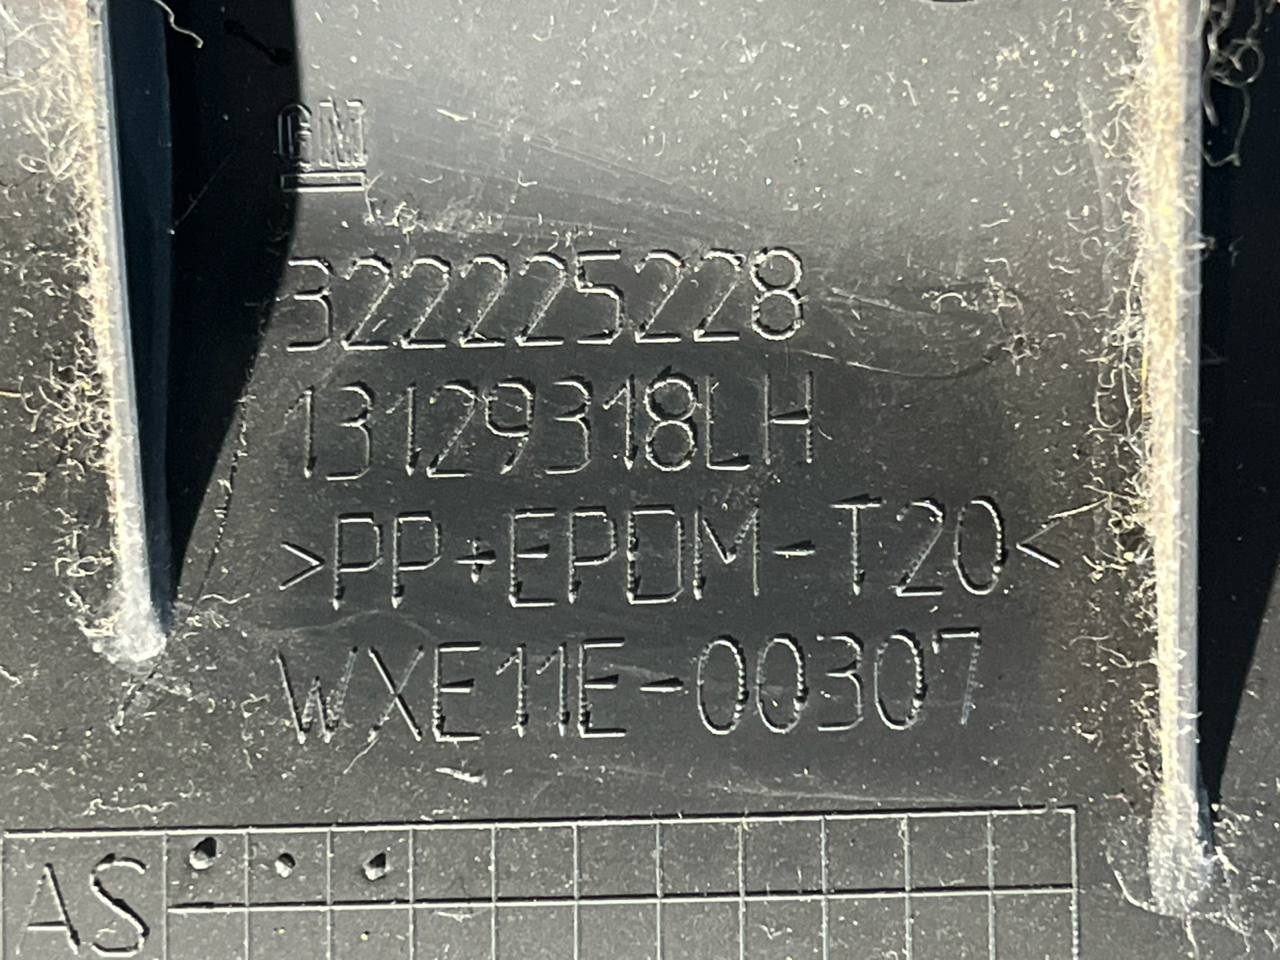 GM
322225228
13129318LH
>PP+EPDM-T20<
WXE11E-00307
AS